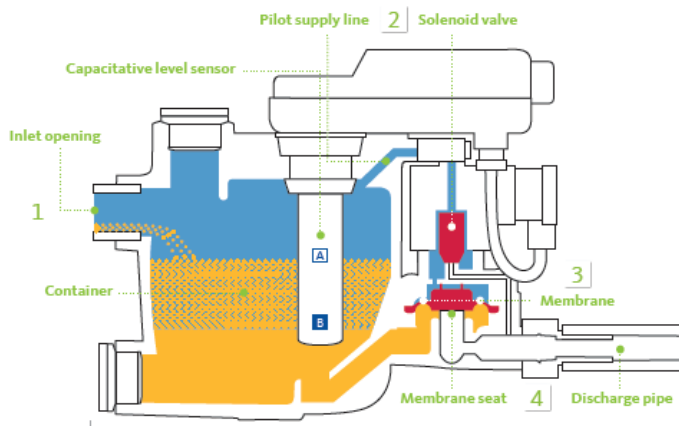 Pilot supply line
2
Solenoid valve
Capacitative level sensor
Inlet opening
1
A
3
Container
Membrane
B
Membrane seat
4
Discharge pipe